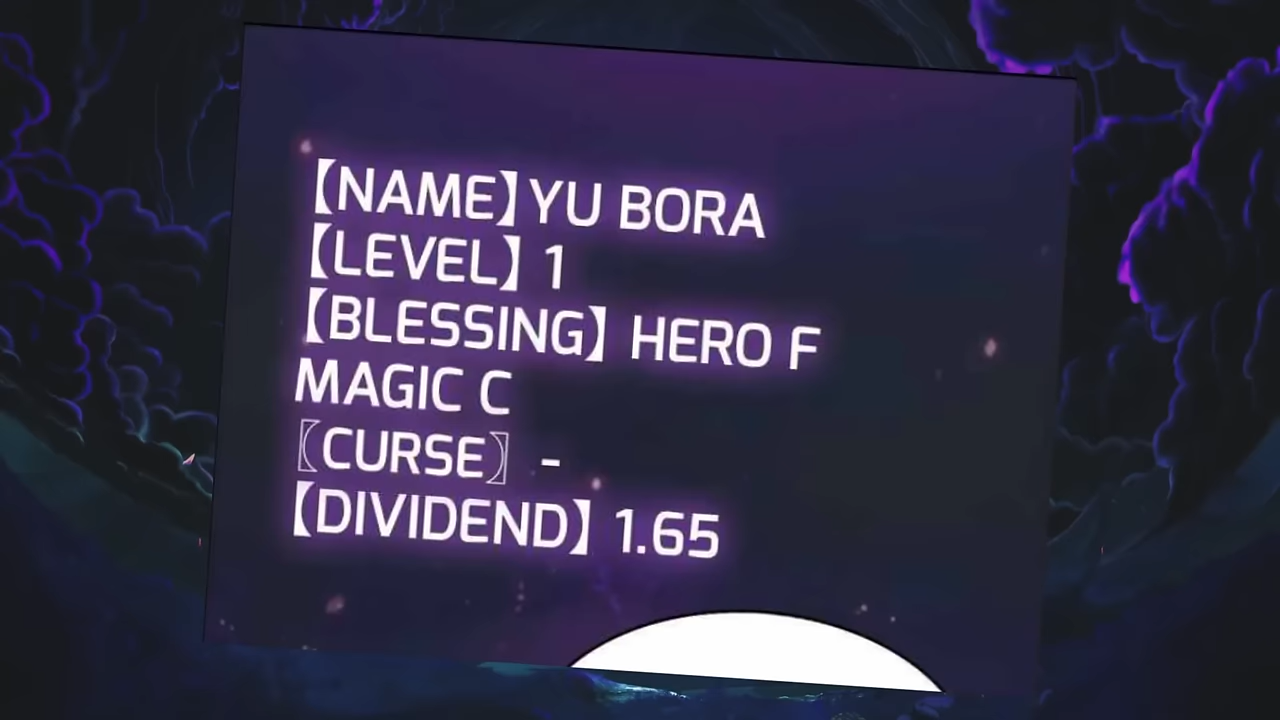 【NAME】YU BORA
【LEVEL】 1
【BLESSING】 HERO F
MAGIC C
〖CURSE〗 -
【DIVIDEND】 1.65